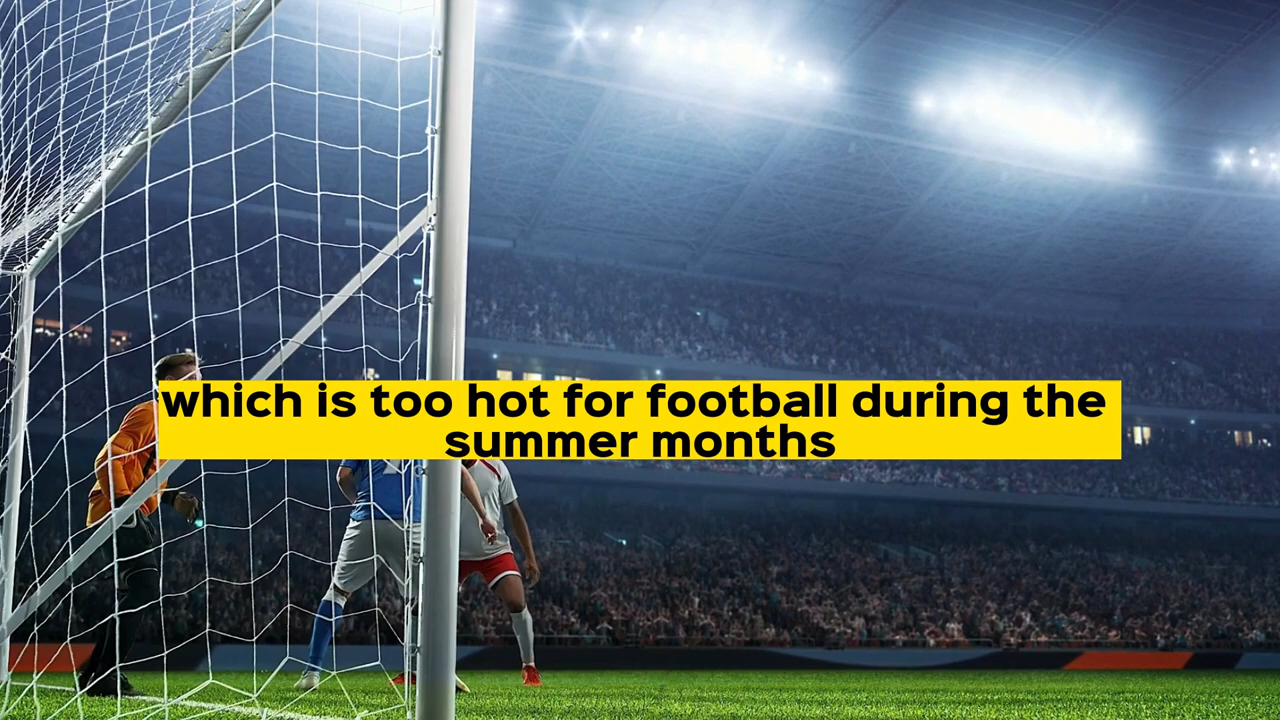 which is too hot for football during the
summer months